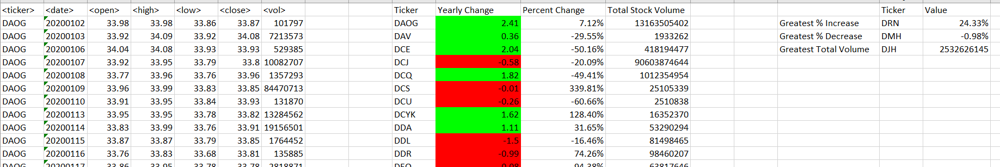 <ticker> <date> <open> <high> <low> <close> <vol> Ticker Yearly Change Percent Change Total Stock Volume Ticker Value
DAOG 20200102 33.98 33.98 33.86 33.87 101797 DAOG 2.41 7.12% 13163505402 Greatest % Increase DRN 24.33%
DAOG 20200103 33.92 34.09 33.92 34.08 7213573 DAV 0.36 -29.55% 1933262 Greatest % Decrease DMH -0.98%
DAOG 20200106 34.04 34.08 33.93 33.93 529385 DCE 2.04 -50.16% 418194477 Greatest Total Volume DJH 2532626145
DAOG 20200107 33.92 33.95 33.79 33.8 10082707 DCJ -0.58 -20.09% 90603874644
DAOG 20200108 33.77 33.96 33.76 33.96 1357293 DCQ 1.82 -49.41% 1012354954
DAOG 20200109 33.96 33.99 33.83 33.85 84470713 DCS -0.01 339.81% 25105339
DAOG 20200110 33.91 33.95 33.84 33.93 131870 DCU -0.26 -60.66% 2510838
DAOG 20200113 33.95 33.95 33.78 33.82 13284562 DCYK 1.62 128.40% 16352370
DAOG 20200114 33.83 33.99 33.76 33.91 19156501 DDA 1.11 31.65% 53290294
DAOG 20200115 33.87 33.87 33.79 33.85 1764452 DDL -1.5 -16.46% 81498465
DAOG 20200116 33.76 33.83 33.68 33.81 135885 DDR -0.99 74.26% 98460207
DAOG 20200117 33.86 33.95 33.78 33.78 2818871